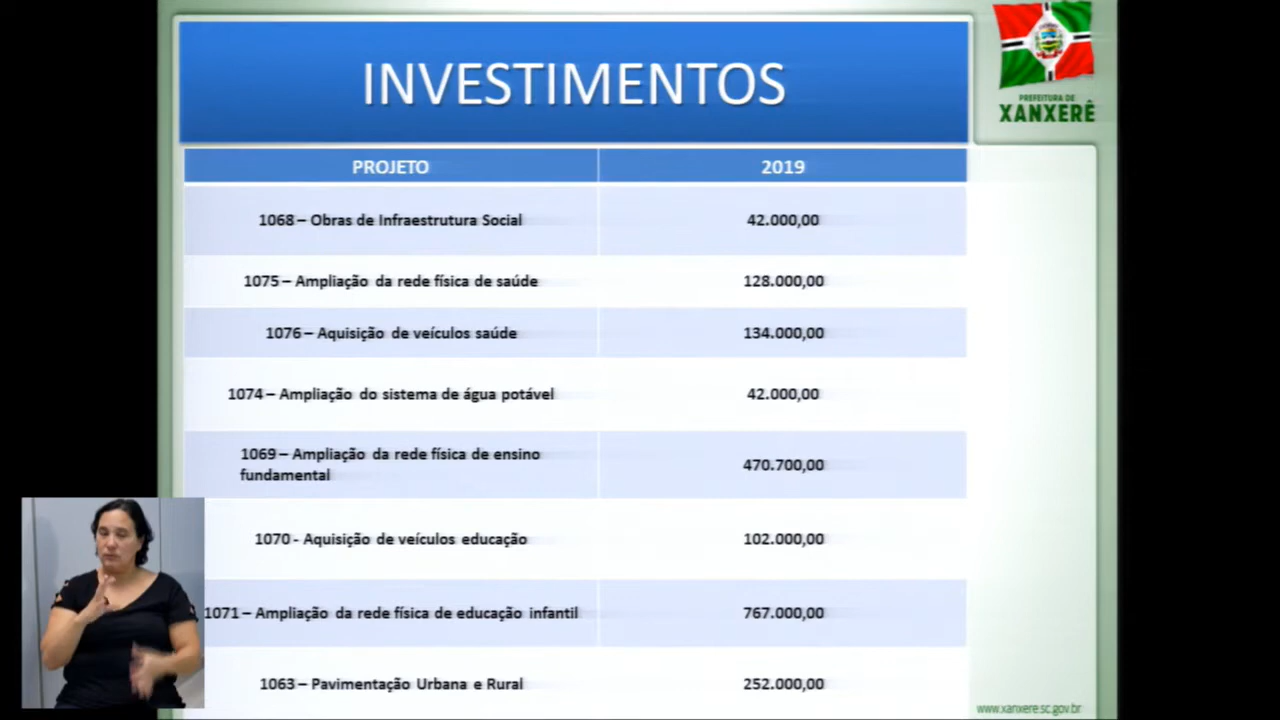 INVESTIMENTOS
PREFEITURA DE
XANXERÊ
PROJETO 2019
1068 – Obras de Infraestrutura Social 42.000,00
1075 – Ampliação da rede física de saúde 128.000,00
1076 – Aquisição de veículos saúde 134.000,00
1074 – Ampliação do sistema de água potável 42.000,00
1069 – Ampliação da rede física de ensino
fundamental 470.700,00
1070 - Aquisição de veículos educação 102.000,00
1071 – Ampliação da rede física de educação infantil 767.000,00
1063 – Pavimentação Urbana e Rural 252.000,00
www.xanxere.sc.gov.br